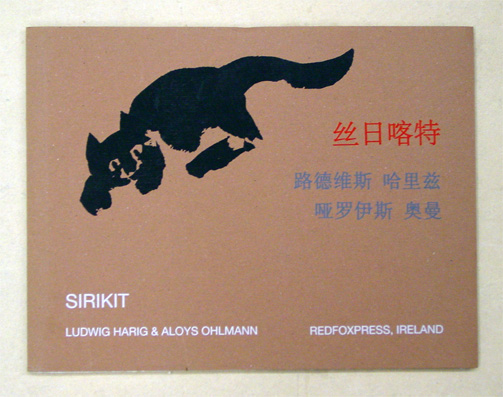 丝日喀特
路德维斯 哈里兹
哑罗伊斯 奥曼
SIRIKIT
LUDWIG HARIG & ALOYS OHLMANN
REDFOXPRESS, IRELAND